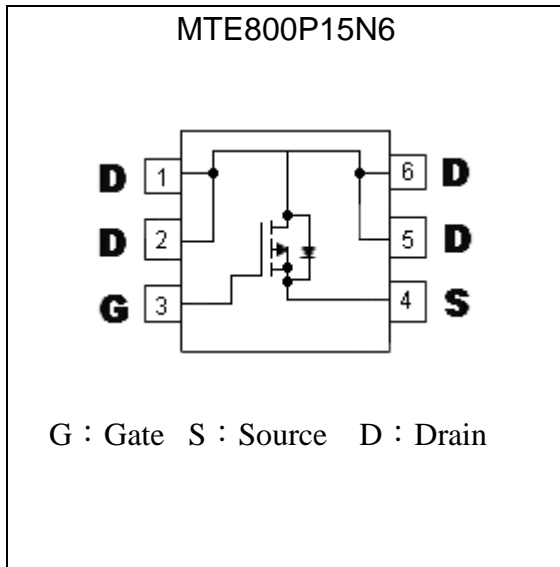 MTE800P15N6
D 1 6 D
D 2 5 D
G 3 4 S
G：Gate S：Source D：Drain